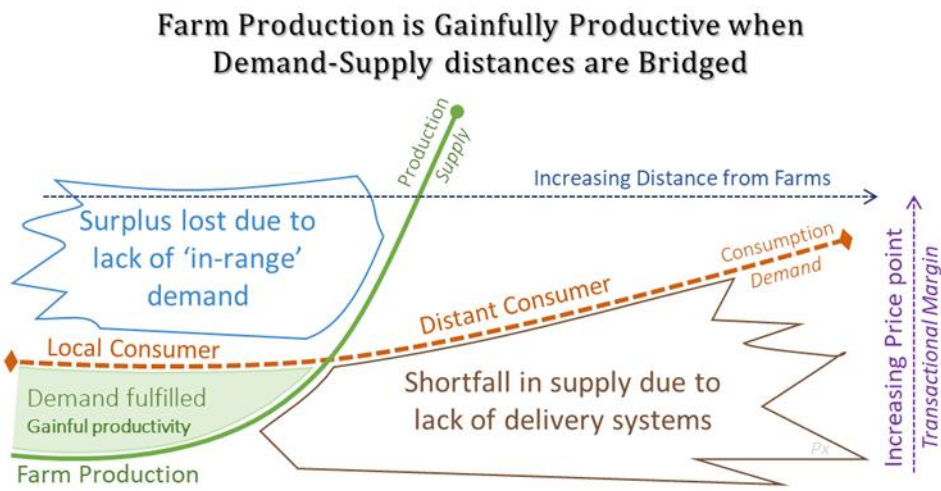 Farm Production is Gainfully Productive when
Demand-Supply distances are Bridged
Production
Supply
Increasing Distance from Farms
Surplus lost due to
lack of ‘in-range’
demand
Consumption
Demand
Distant Consumer
Local Consumer
Demand fulfilled
Gainful productivity
Farm Production
Shortfall in supply due to
lack of delivery systems
Px
Increasing Price point
Transactional Margin